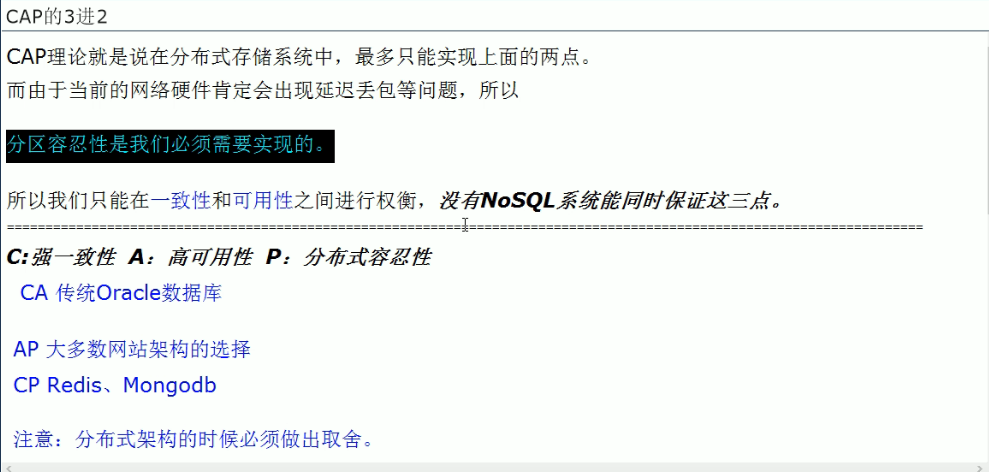 CAP的3进2
CAP理论就是说在分布式存储系统中，最多只能实现上面的两点。
而由于当前的网络硬件肯定会出现延迟丢包等问题，所以
分区容忍性是我们必须需要实现的。
所以我们只能在一致性和可用性之间进行权衡，没有NoSQL系统能同时保证这三点。
=======================================================================================================================
C:强一致性 A：高可用性 P：分布式容忍性
CA 传统Oracle数据库
AP 大多数网站架构的选择
CP Redis、Mongodb
注意：分布式架构的时候必须做出取舍。